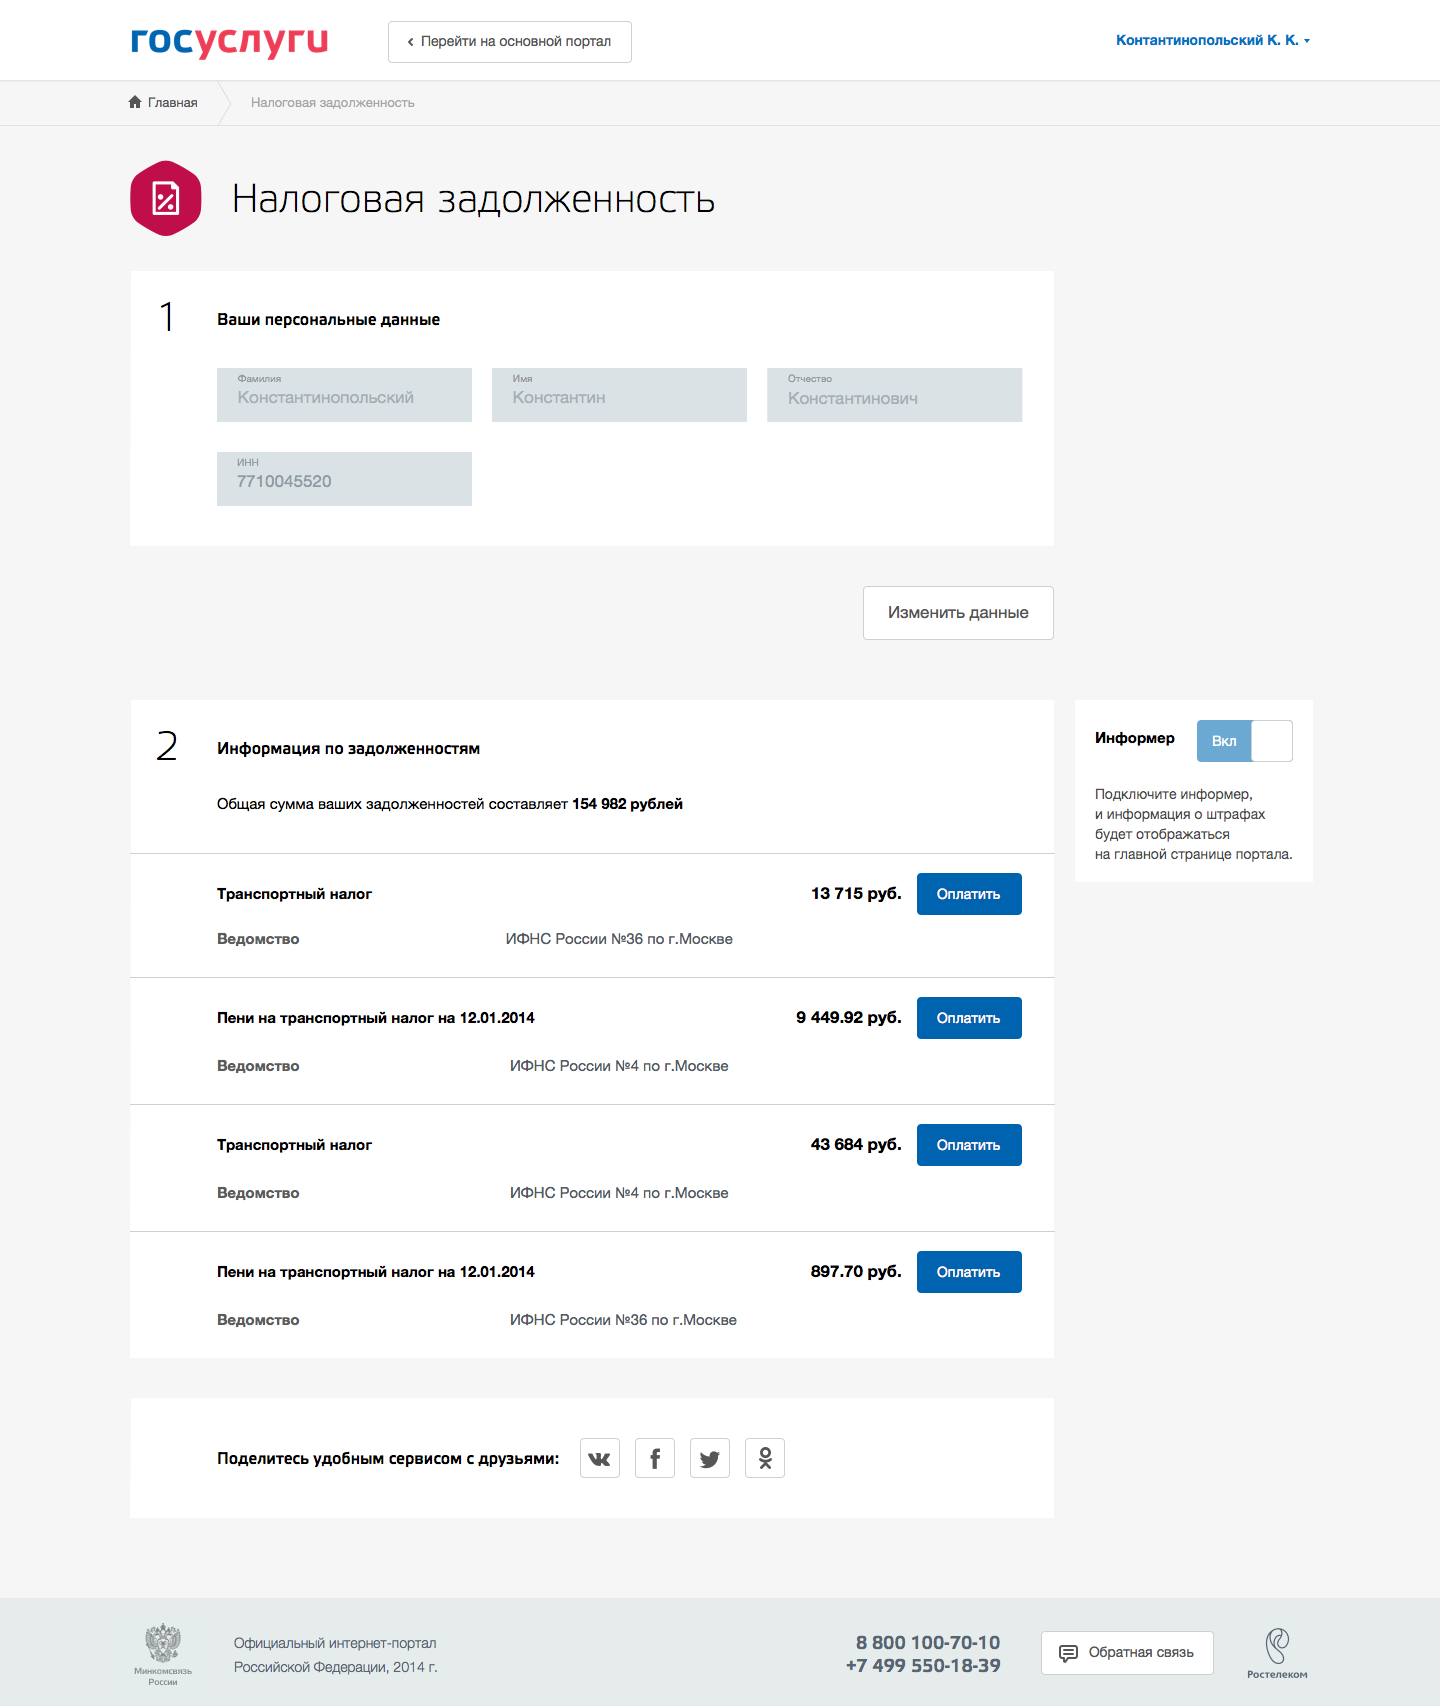 госуслуги
Перейти на основной портал
Контантинопольский К. К.
Главная
Налоговая задолженность
Налоговая задолженность
1
Ваши персональные данные
Фамилия
Константинопольский
Имя
Константин
Отчество
Константинович
ИНН
7710045520
Изменить данные
2
Информация по задолженностям
Общая сумма ваших задолженностей составляет 154 982 рублей
Информер
Вкл
Подключите информер,
и информация о штрафах
будет отображаться
на главной странице портала.
Транспортный налог
13 715 руб.
Оплатить
Ведомство
ИФНС России №36 по г.Москве
Пени на транспортный налог на 12.01.2014
9 449.92 руб.
Оплатить
Ведомство
ИФНС России №4 по г.Москве
Транспортный налог
43 684 руб.
Оплатить
Ведомство
ИФНС России №4 по г.Москве
Пени на транспортный налог на 12.01.2014
897.70 руб.
Оплатить
Ведомство
ИФНС России №36 по г.Москве
Поделитесь удобным сервисом с друзьями:
Минкомсвязь
России
Официальный интернет-портал
Российской Федерации, 2014 г.
8 800 100-70-10
+7 499 550-18-39
Обратная связь
Ростелеком